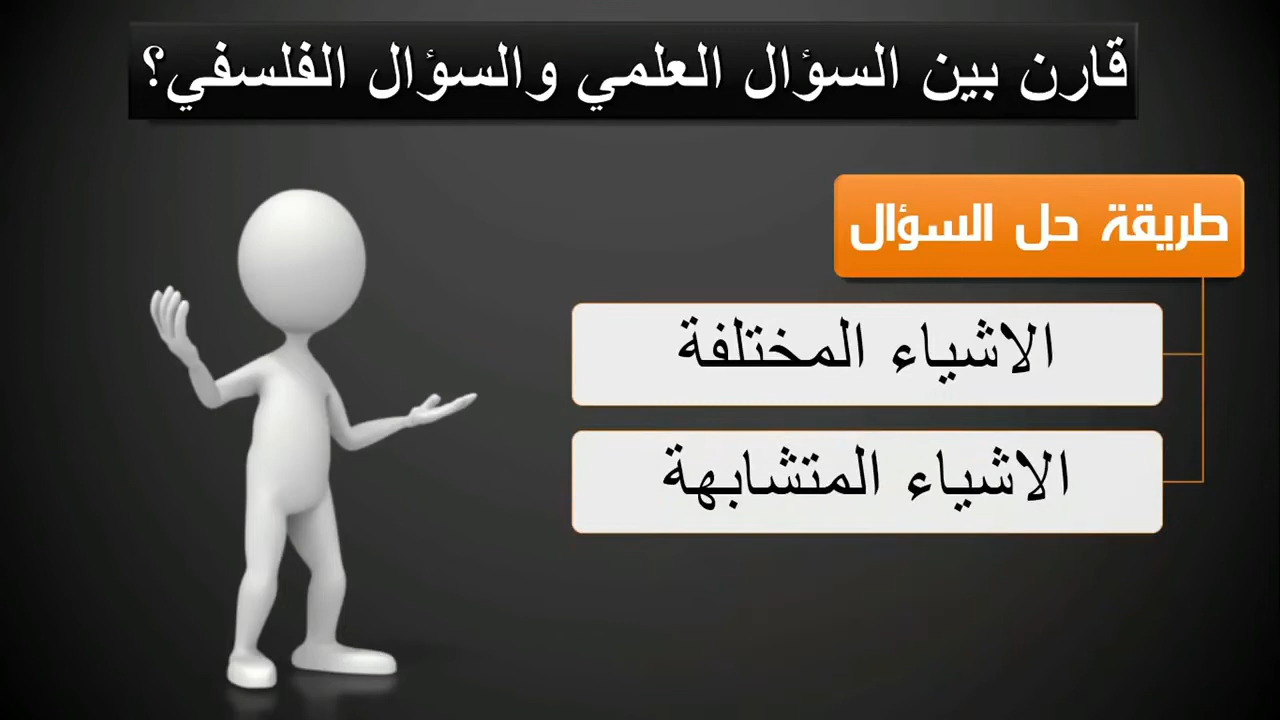 قارن بين السؤال العلمي والسؤال الفلسفي؟
طريقة حل السؤال
الاشياء المختلفة
الاشياء المتشابهة